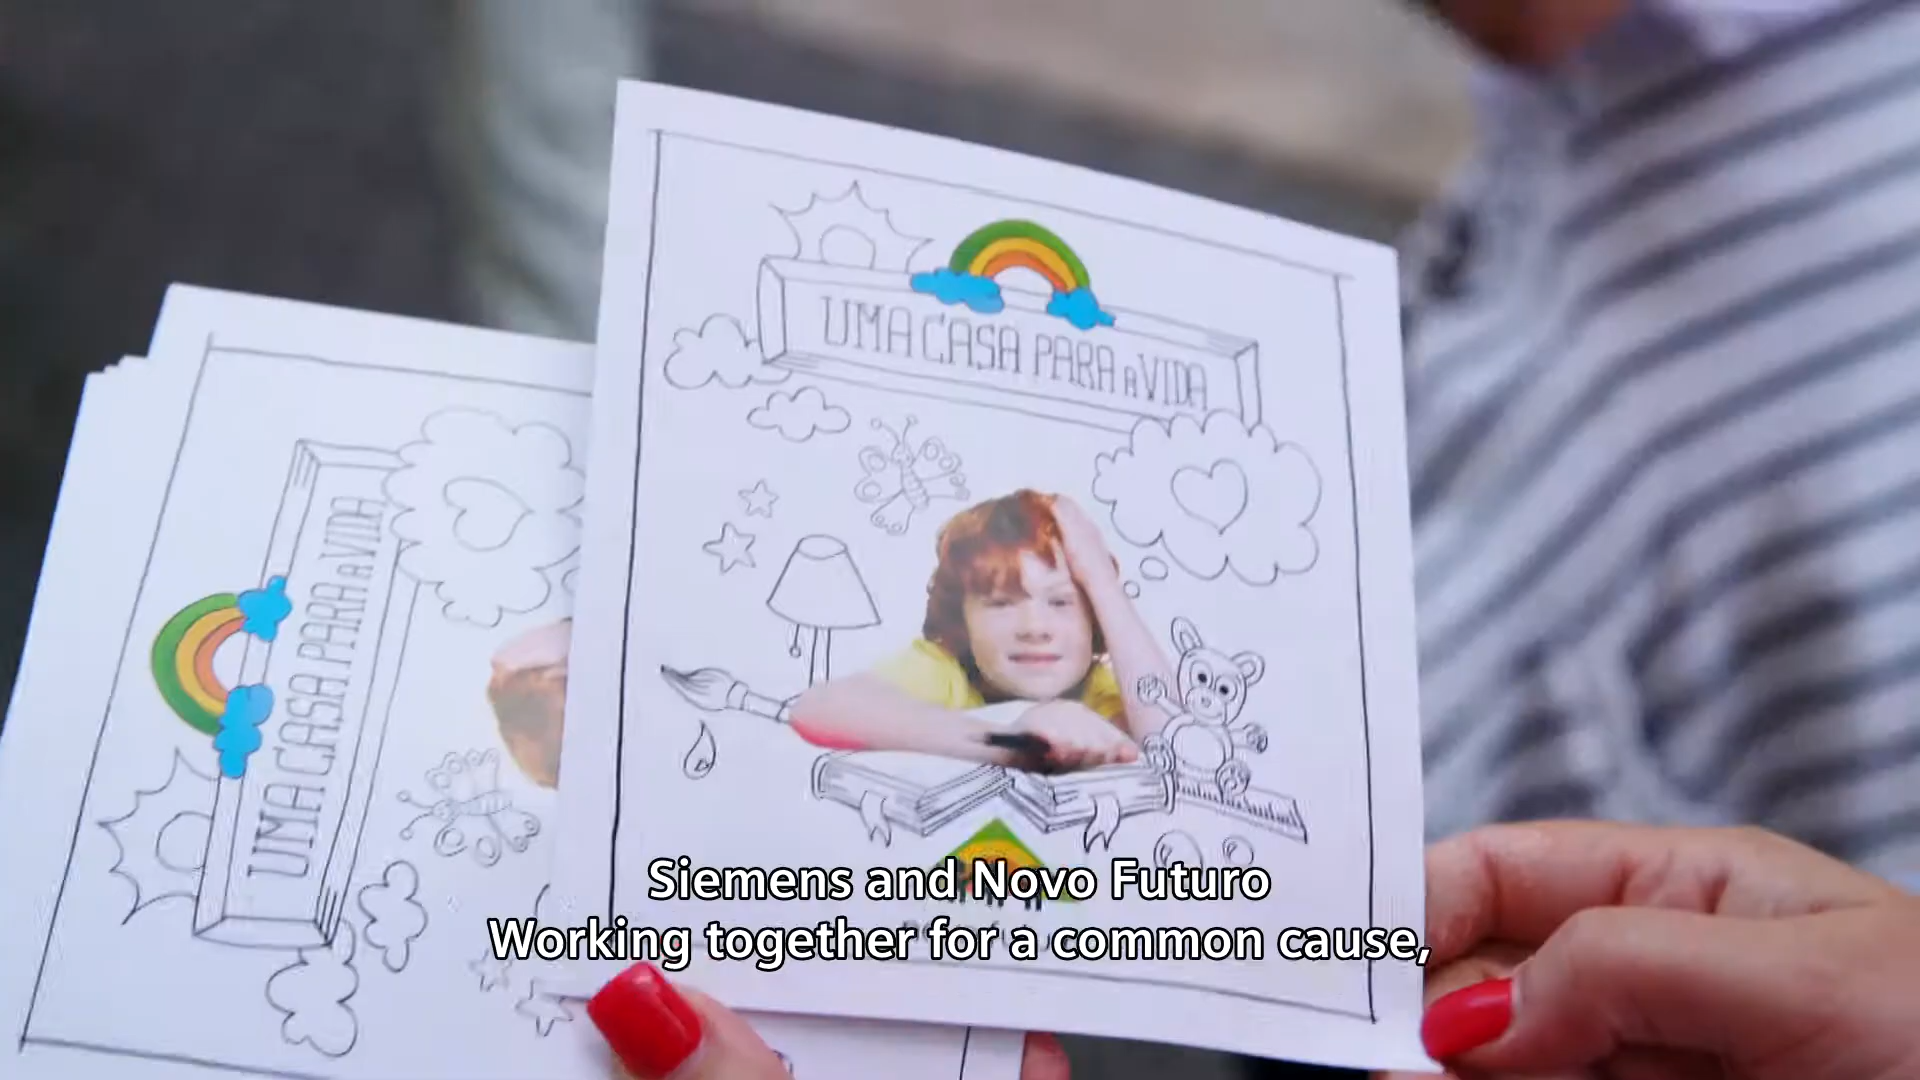 UMA CASA PARA A VIDA
UMA CASA PARA A VIDA
Siemens and Novo Futuro
Working together for a common cause,